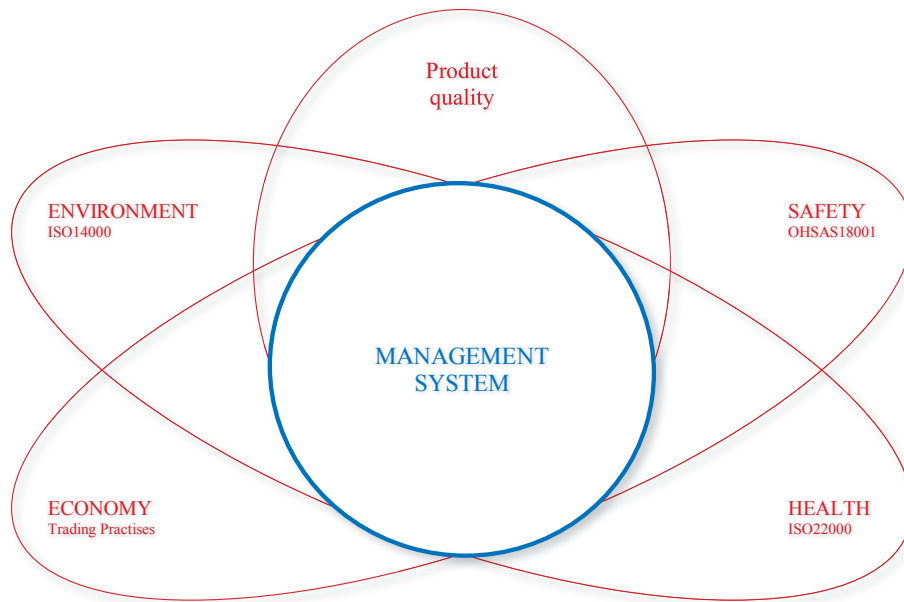 Product
quality
ENVIRONMENT
ISO14000
SAFETY
OHSAS18001
MANAGEMENT
SYSTEM
ECONOMY
Trading Practises
HEALTH
ISO22000